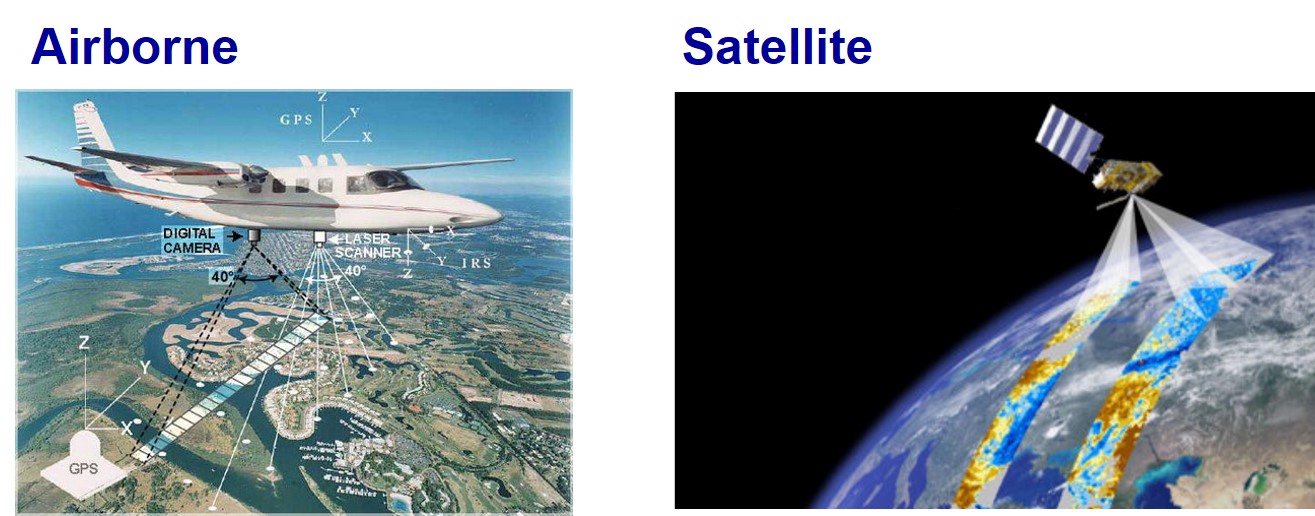 Airborne
Satellite
Z
GPS
Y
X
DIGITAL
CAMERA
LASER
SCANNER
X
Y
IRS
Z
40°
40°
Z
Y
X
GPS